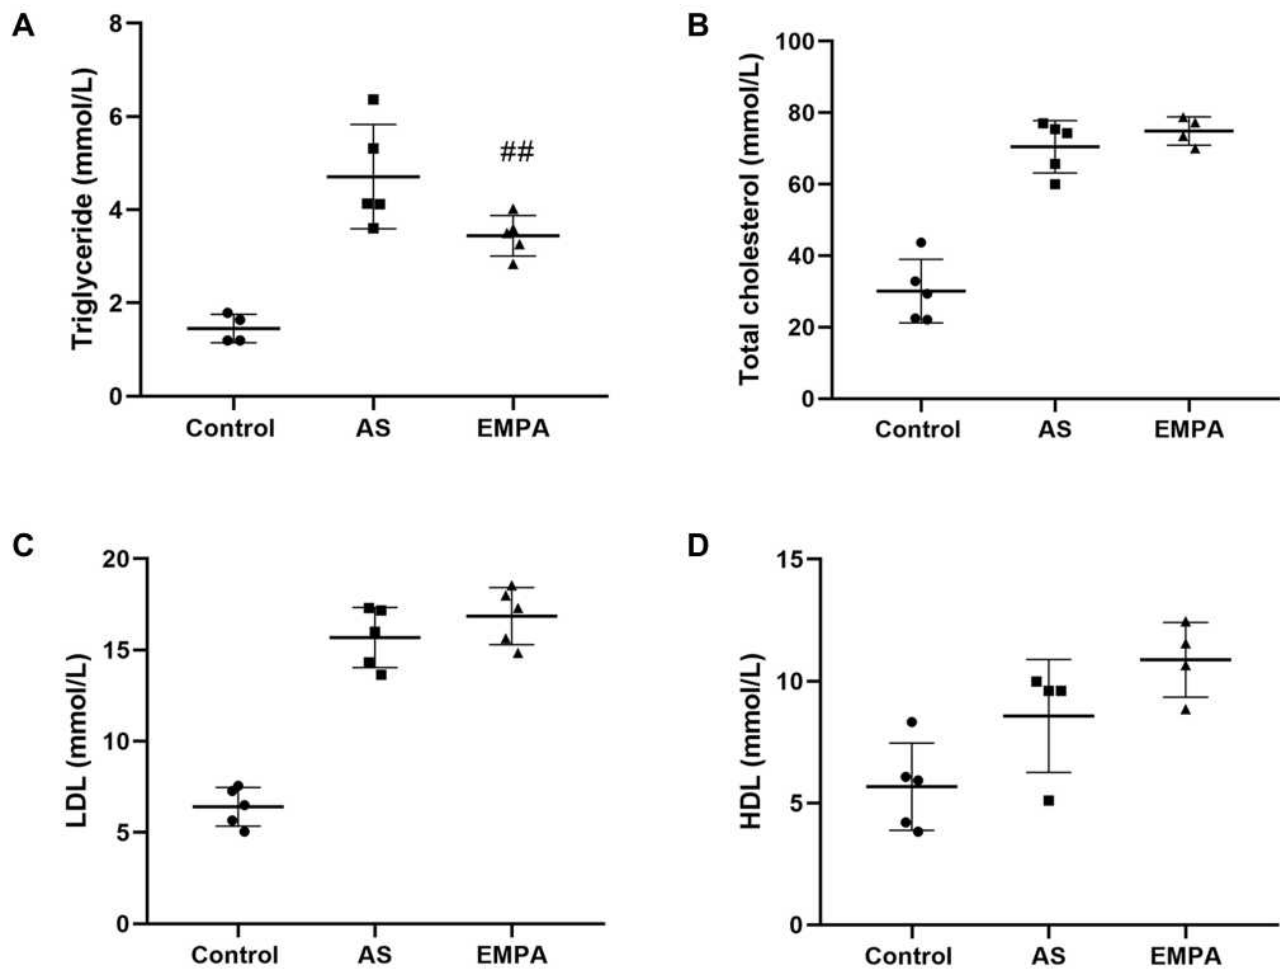 A
Triglyceride (mmol/L)
8
6
4
2
0
##
Control AS EMPA
B
Total cholesterol (mmol/L)
100
80
60
40
20
0
Control AS EMPA
C
LDL (mmol/L)
20
15
10
5
0
Control AS EMPA
D
HDL (mmol/L)
15
10
5
0
Control AS EMPA